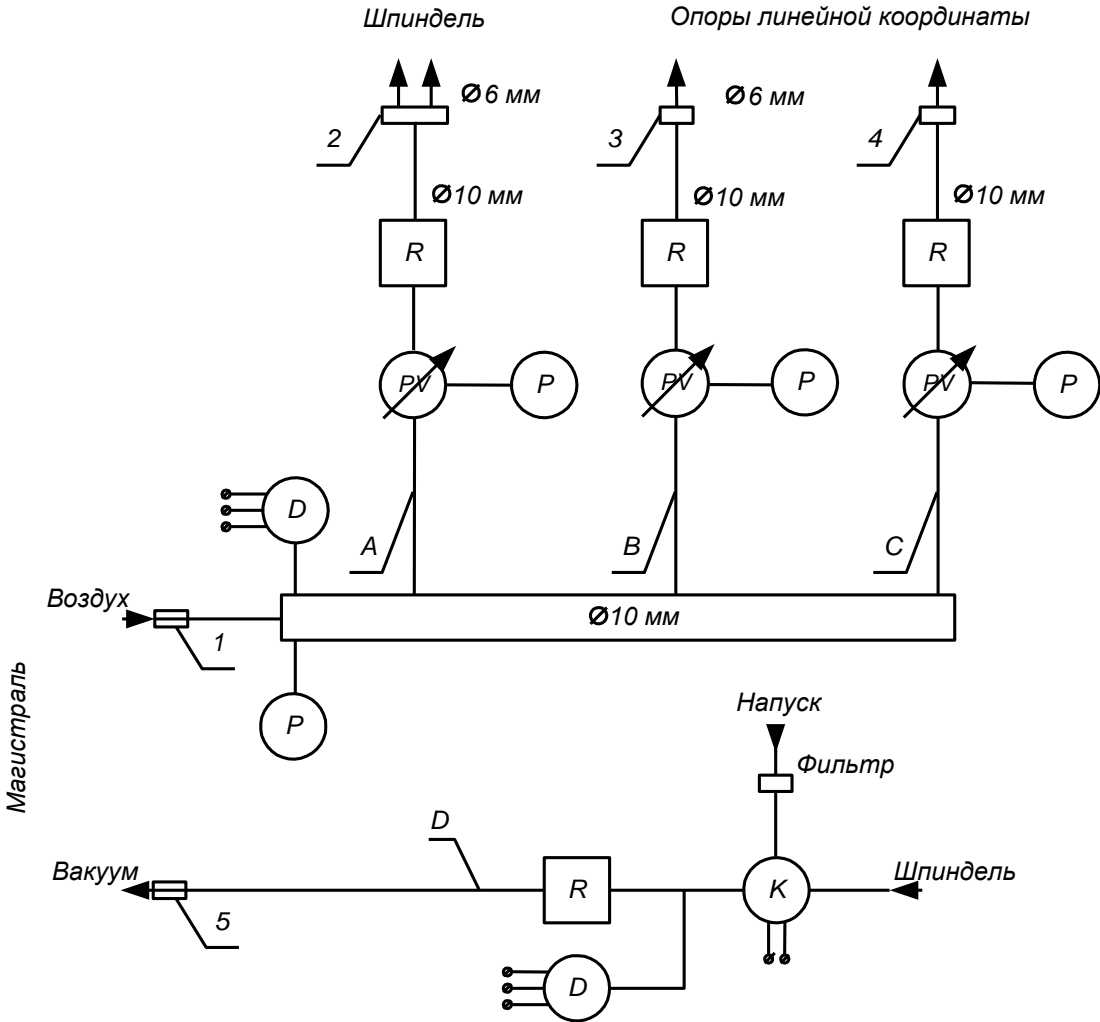 Шпиндель
Опоры линейной координаты
Ø6 мм
Ø6 мм
2
3
4
Ø10 мм
Ø10 мм
Ø10 мм
R
R
R
PV
P
PV
P
PV
P
D
A
B
C
Воздух
Ø10 мм
1
P
Магистраль
Напуск
Фильтр
D
Вакуум
R
K
Шпиндель
5
D